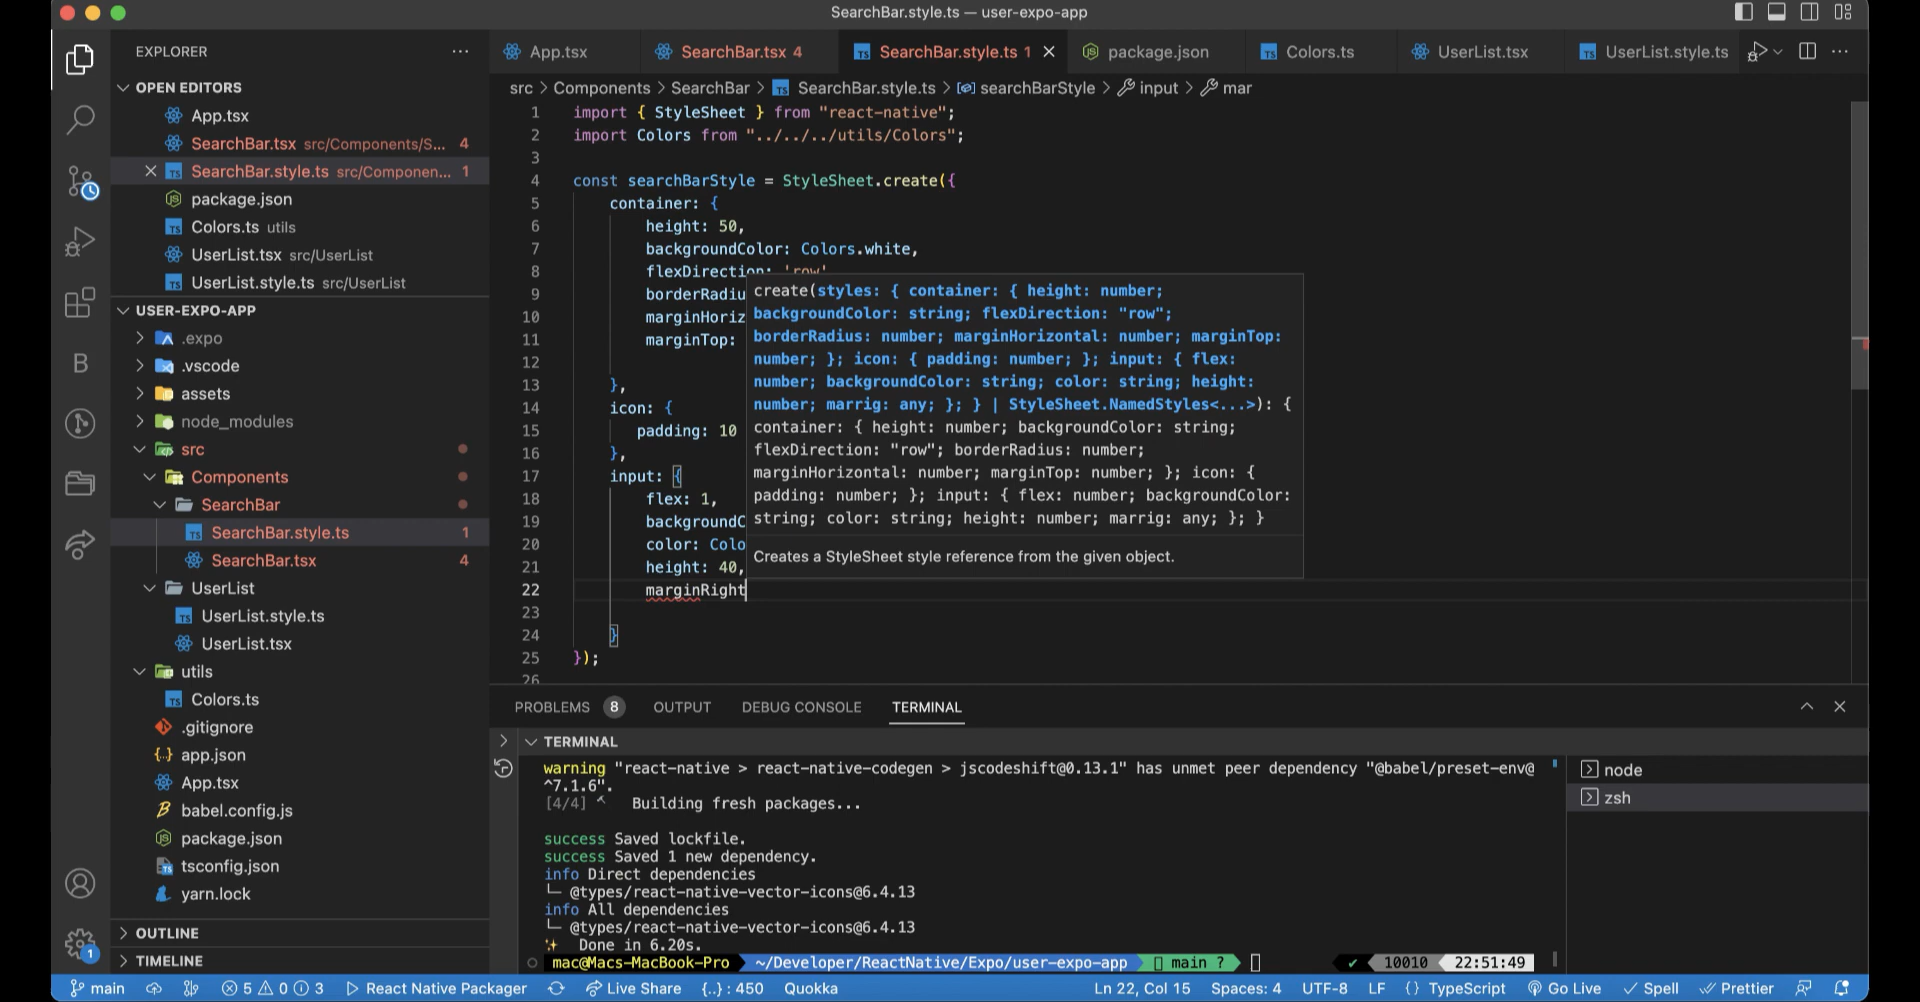 SearchBar.style.ts — user-expo-app
EXPLORER
OPEN EDITORS
App.tsx
SearchBar.tsx src/Components/S... 4
SearchBar.style.ts src/Componen... 1
package.json
Colors.ts utils
UserList.tsx src/UserList
UserList.style.ts src/UserList
USER-EXPO-APP
.expo
.vscode
assets
node_modules
src
Components
SearchBar
SearchBar.style.ts 1
SearchBar.tsx 4
UserList
UserList.style.ts
UserList.tsx
utils
Colors.ts
.gitignore
app.json
App.tsx
babel.config.js
package.json
tsconfig.json
yarn.lock
OUTLINE
TIMELINE
App.tsx SearchBar.tsx 4 SearchBar.style.ts 1 package.json Colors.ts UserList.tsx UserList.style.ts
src > Components > SearchBar > SearchBar.style.ts > searchBarStyle > input > mar
1 import { StyleSheet } from "react-native";
2 import Colors from "../../../utils/Colors";
3
4 const searchBarStyle = StyleSheet.create({
5 container: {
6 height: 50,
7 backgroundColor: Colors.white,
8 flexDirection: 'row'
9 borderRadiu
10 marginHoriz
11 marginTop:
12
13 },
14 icon: {
15 padding: 10
16 },
17 input: {
18 flex: 1,
19 backgroundC
20 color: Colo
21 height: 40,
22 marginRight
23
24 }
25 });
26
create(styles: { container: { height: number;
backgroundColor: string; flexDirection: "row";
borderRadius: number; marginHorizontal: number; marginTop:
number; }; icon: { padding: number; }; input: { flex:
number; backgroundColor: string; color: string; height:
number; marrig: any; }; } | StyleSheet.NamedStyles<...>): {
container: { height: number; backgroundColor: string;
flexDirection: "row"; borderRadius: number;
marginHorizontal: number; marginTop: number; }; icon: {
padding: number; }; input: { flex: number; backgroundColor:
string; color: string; height: number; marrig: any; }; }
Creates a StyleSheet style reference from the given object.
PROBLEMS 8 OUTPUT DEBUG CONSOLE TERMINAL
TERMINAL
warning "react-native > react-native-codegen > jscodeshift@0.13.1" has unmet peer dependency "@babel/preset-env@
^7.1.6".
[4/4] Building fresh packages...
success Saved lockfile.
success Saved 1 new dependency.
info Direct dependencies
└─ @types/react-native-vector-icons@6.4.13
info All dependencies
└─ @types/react-native-vector-icons@6.4.13
✨ Done in 6.20s.
mac@Macs-MacBook-Pro ~/Developer/ReactNative/Expo/user-expo-app main ? ✔ 10010 22:51:49
node
zsh
B
1
main 5 0 3 React Native Packager Live Share {..} : 450 Quokka Ln 22, Col 15 Spaces: 4 UTF-8 LF {} TypeScript Go Live Spell Prettier